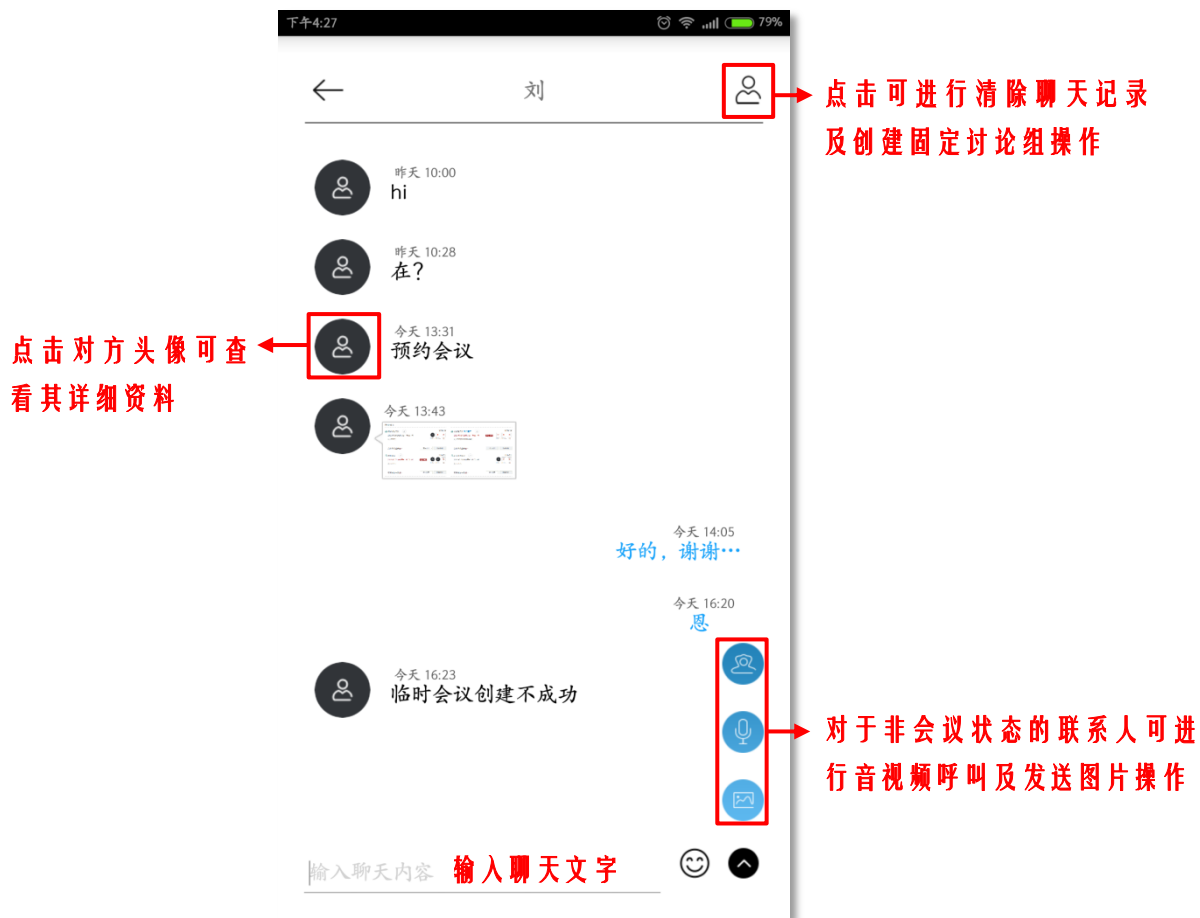 下午4:27
79%
刘
点击可进行清除聊天记录
及创建固定讨论组操作
昨天 10:00
hi
昨天 10:28
在?
今天 13:31
预约会议
点击对方头像可查
看其详细资料
今天 13:43
今天 14:05
好的，谢谢…
今天 16:20
恩
今天 16:23
临时会议创建不成功
对于非会议状态的联系人可进
行音视频呼叫及发送图片操作
输入聊天内容 输入聊天文字